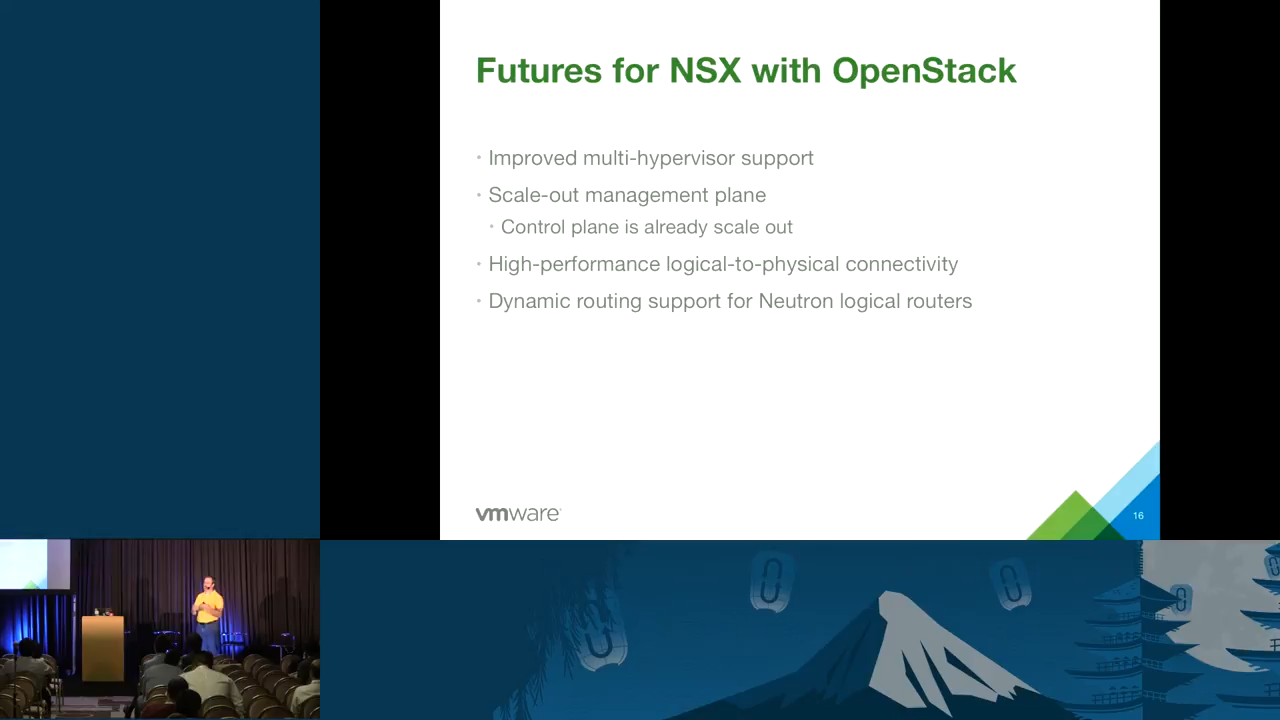 Futures for NSX with OpenStack
• Improved multi-hypervisor support
• Scale-out management plane
• Control plane is already scale out
• High-performance logical-to-physical connectivity
• Dynamic routing support for Neutron logical routers
vmware
16